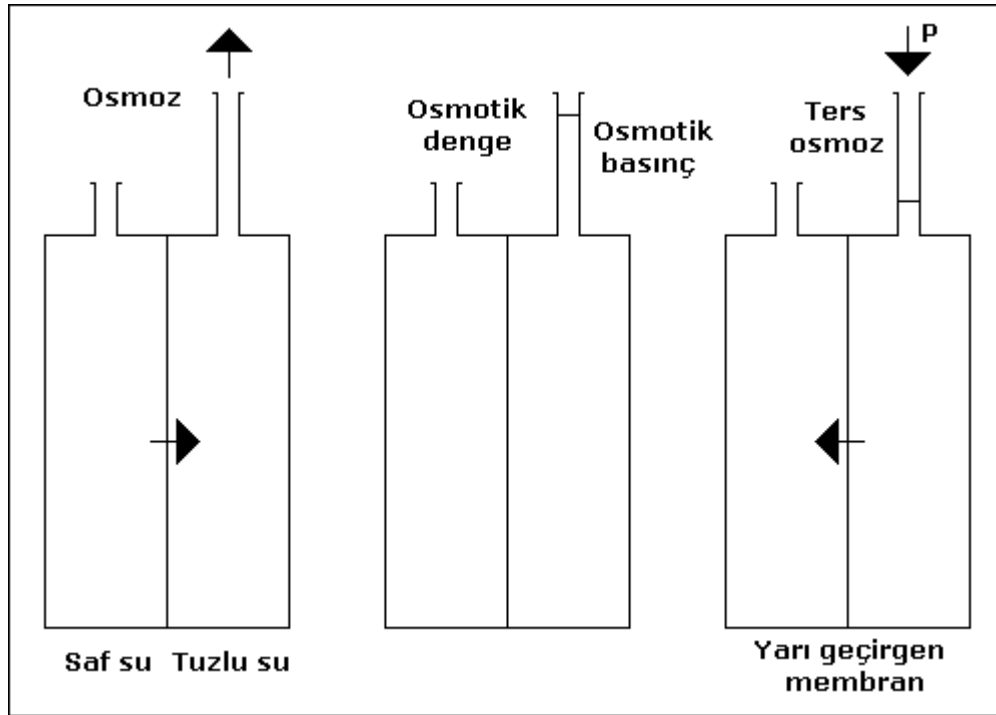 Osmoz
Osmotik
denge
Osmotik
basınç
P
Ters
osmoz
Saf su
Tuzlu su
Yarı geçirgen
membran